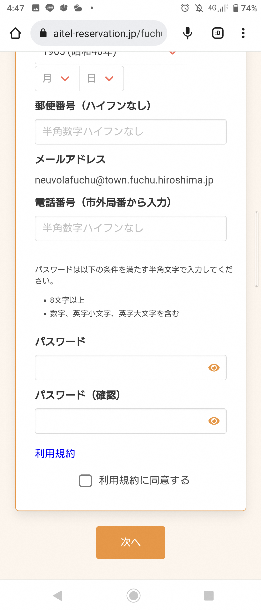 4:47
4G
74%
aitel-reservation.jp/fuchu
:D
月
日
郵便番号（ハイフンなし）
半角数字ハイフンなし
メールアドレス
neuvolafuchu@town.fuchu.hiroshima.jp
電話番号（市外局番から入力）
半角数字ハイフンなし
パスワードは以下の条件を満たす半角文字で入力してくだ
さい。
• 8文字以上
• 数字、英字小文字、英字大文字を含む
パスワード
パスワード（確認）
利用規約
利用規約に同意する
次へ